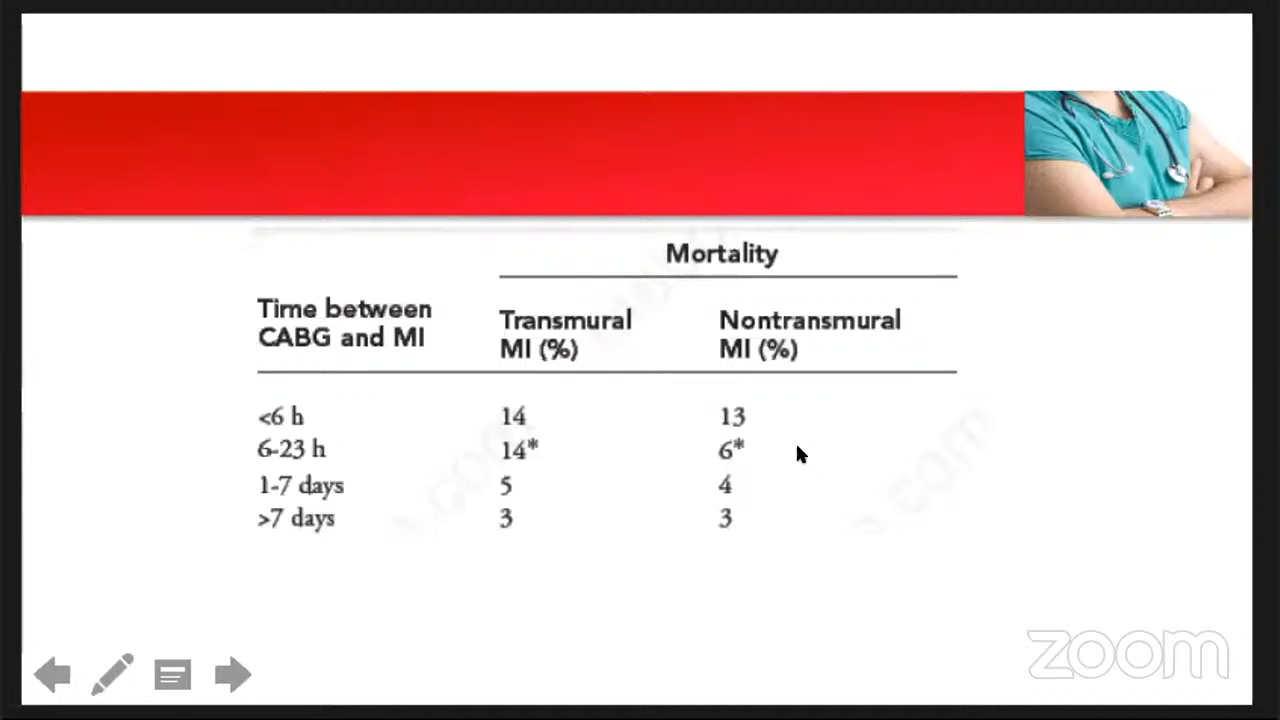 Mortality
Time between
CABG and MI
Transmural
MI (%)
Nontransmural
MI (%)
<6 h 14 13
6-23 h 14* 6*
1-7 days 5 4
>7 days 3 3
zoom